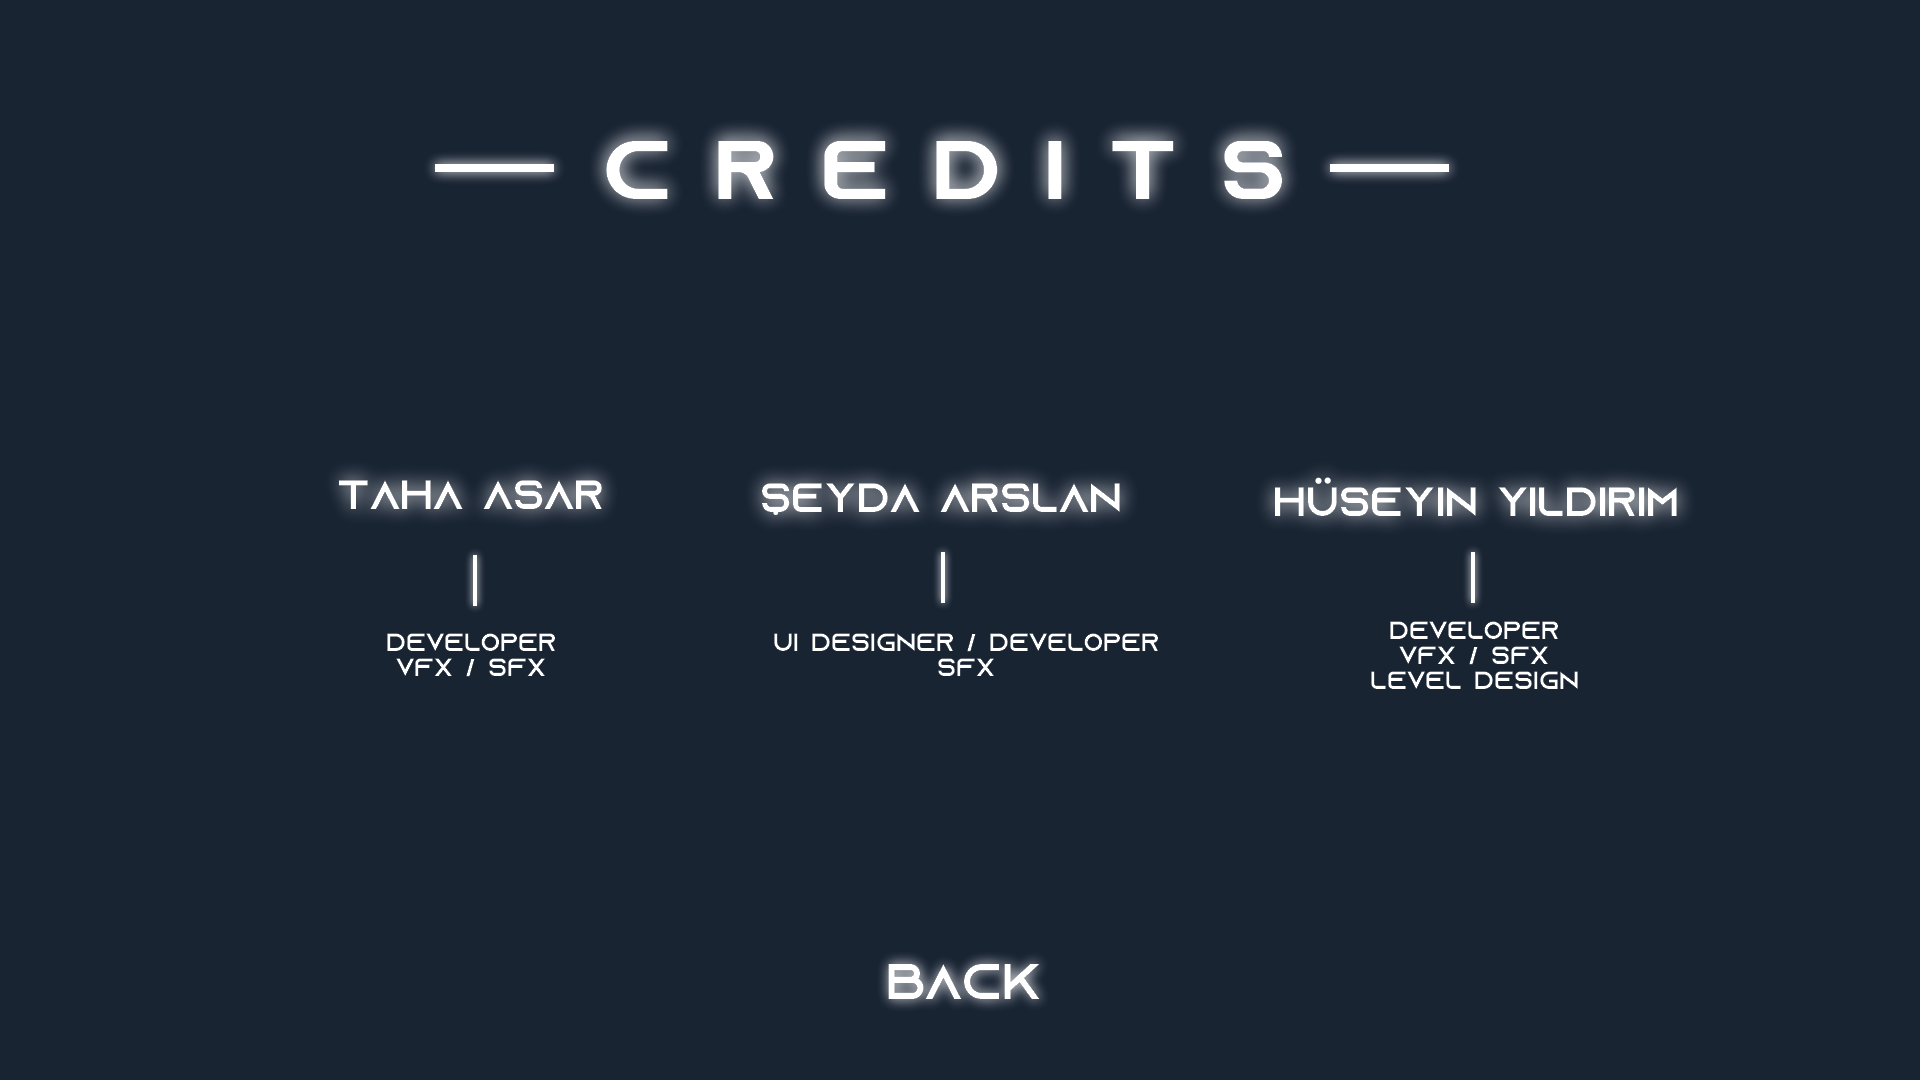 CREDITS
TAHA ASAR
DEVELOPER
VFX / SFX
ŞEYDA ARSLAN
UI DESIGNER / DEVELOPER
SFX
HÜSEYIN YILDIRIM
DEVELOPER
VFX / SFX
LEVEL DESIGN
BACK